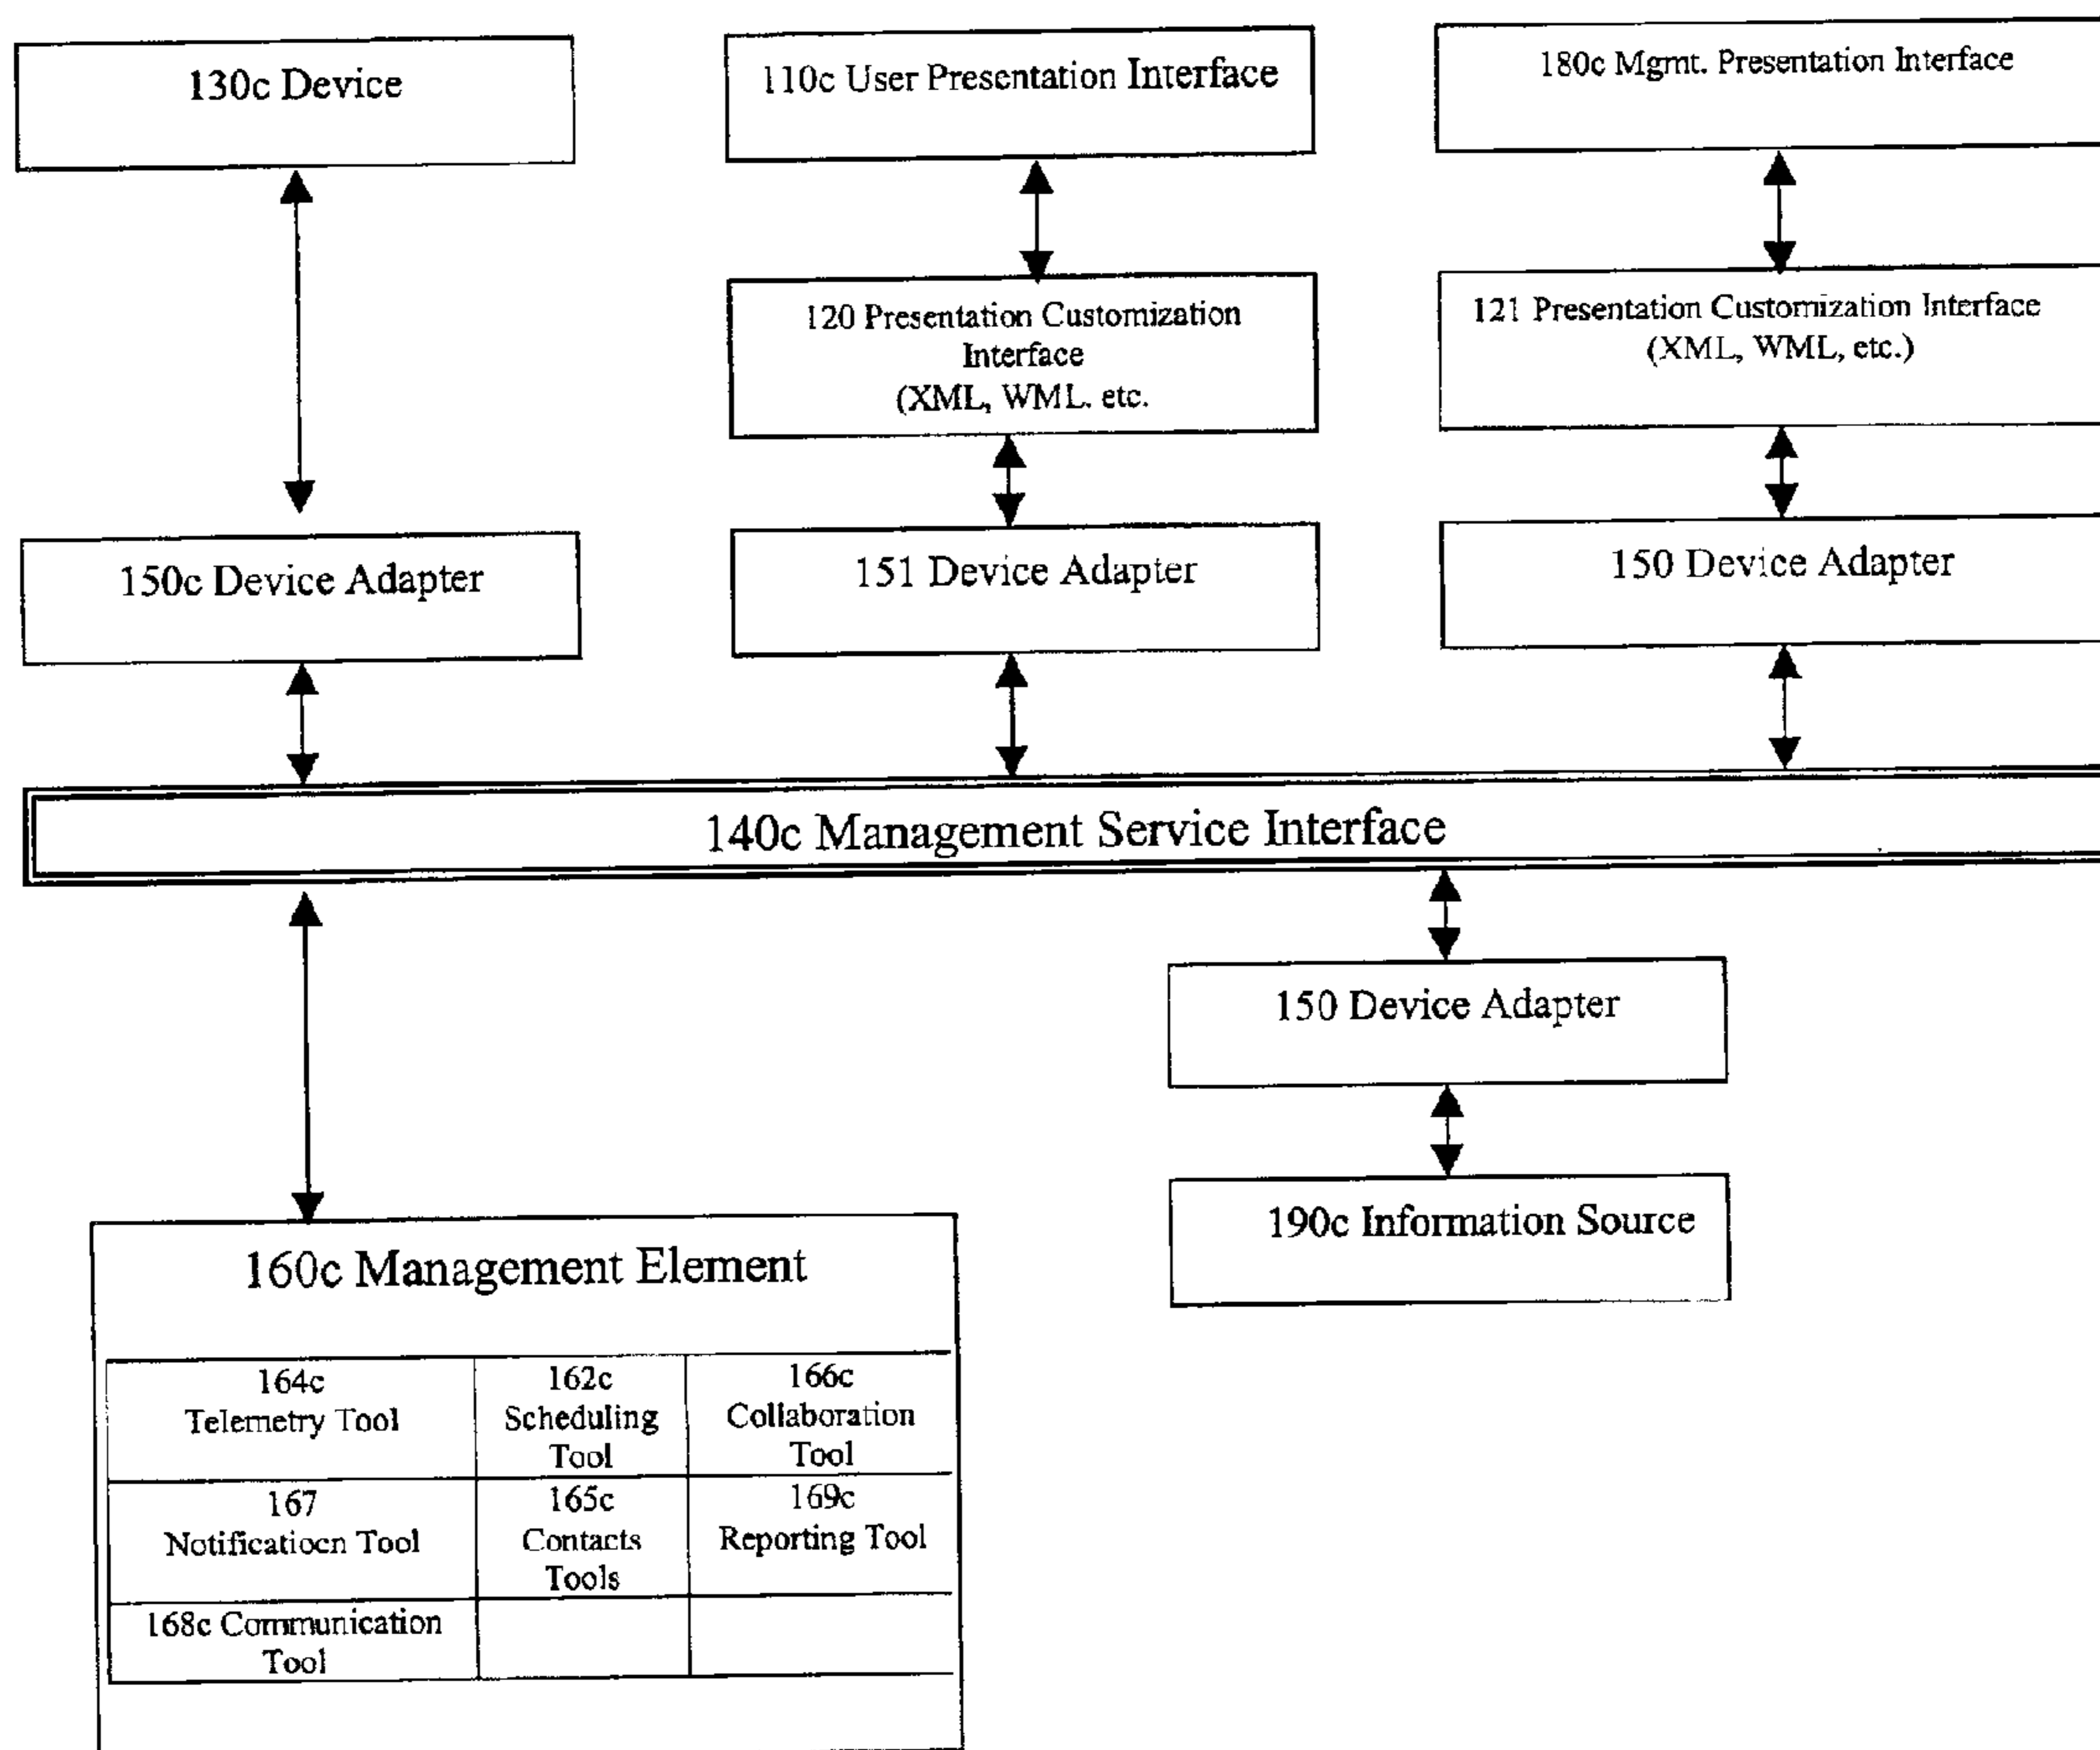 130c Device
110c User Presentation Interface
180c Mgmt. Presentation Interface
120 Presentation Customization
Interface
(XML, WML. etc.
121 Presentation Customization Interface
(XML, WML, etc.)
150c Device Adapter
151 Device Adapter
150 Device Adapter
140c Management Service Interface
150 Device Adapter
190c Information Source
160c Management Element
164c
Telemetry Tool
162c
Scheduling
Tool
166c
Collaboration
Tool
167
Notificatiocn Tool
165c
Contacts
Tools
169c
Reporting Tool
168c Communication
Tool